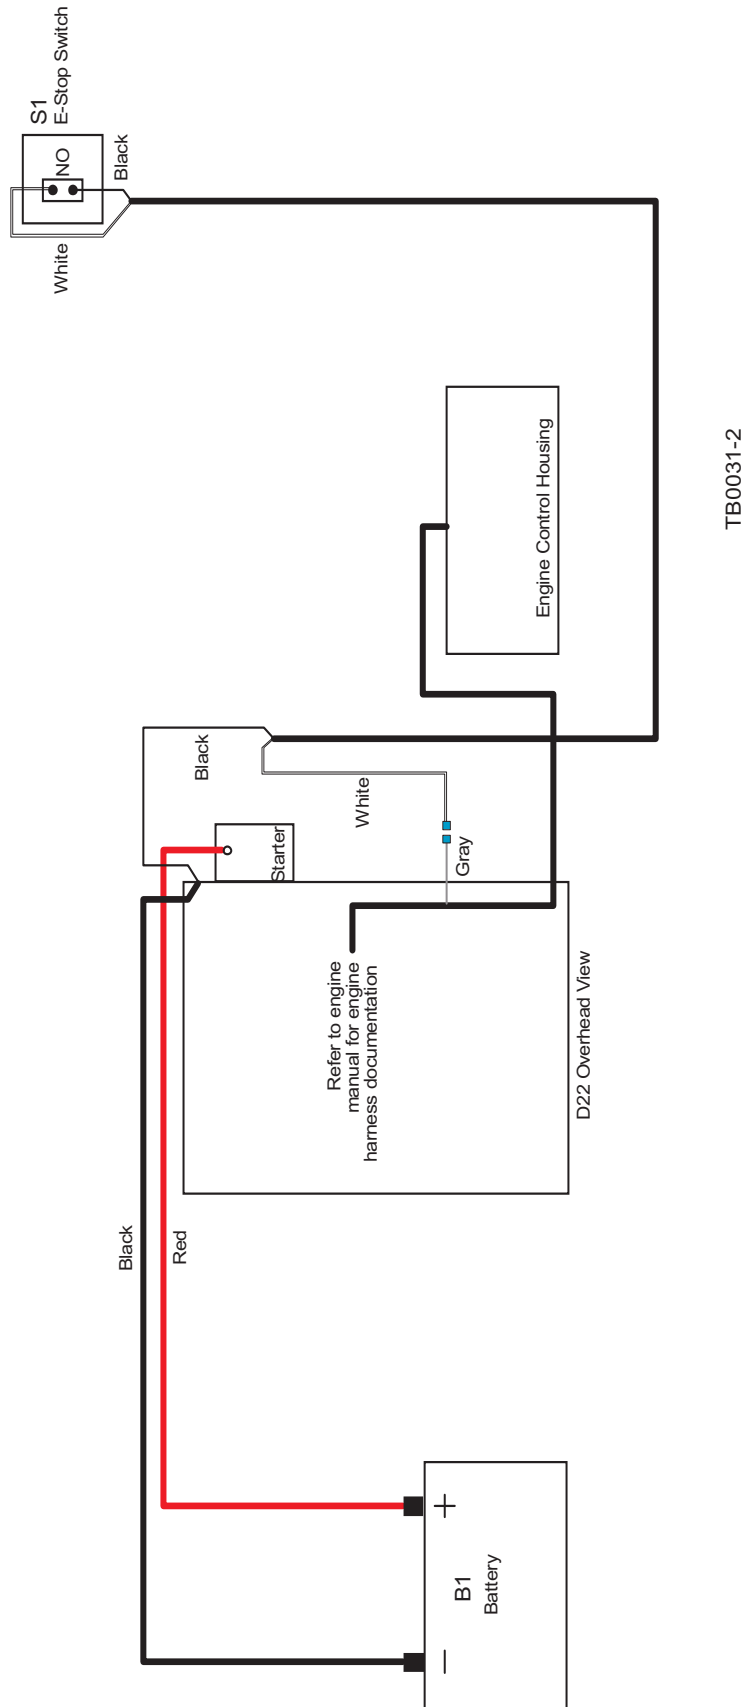 S1
E-Stop Switch
NO
Black
White
Engine Control Housing
TB0031-2
Black
White
Starter
Gray
Refer to engine
manual for engine
harness documentation
D22 Overhead View
Black
Red
+
B1
Battery
–